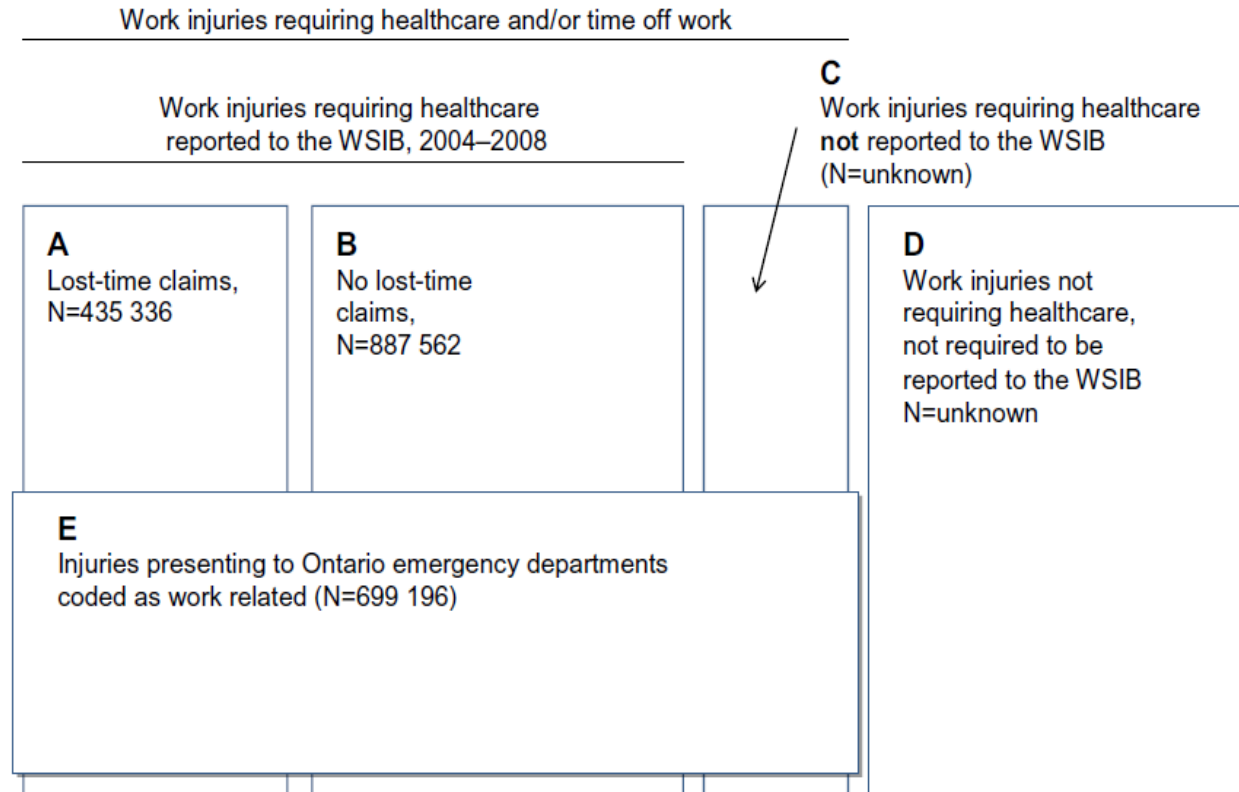 Work injuries requiring healthcare and/or time off work
Work injuries requiring healthcare
reported to the WSIB, 2004–2008
C
Work injuries requiring healthcare
not reported to the WSIB
(N=unknown)
A
Lost-time claims,
N=435 336
B
No lost-time
claims,
N=887 562
D
Work injuries not
requiring healthcare,
not required to be
reported to the WSIB
N=unknown
E
Injuries presenting to Ontario emergency departments
coded as work related (N=699 196)